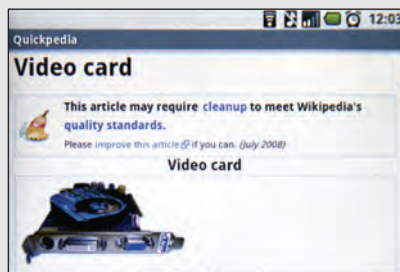 12:03
Quickpedia
Video card
This article may require cleanup to meet Wikipedia's
quality standards.
Please improve this article if you can. (July 2008)
Video card